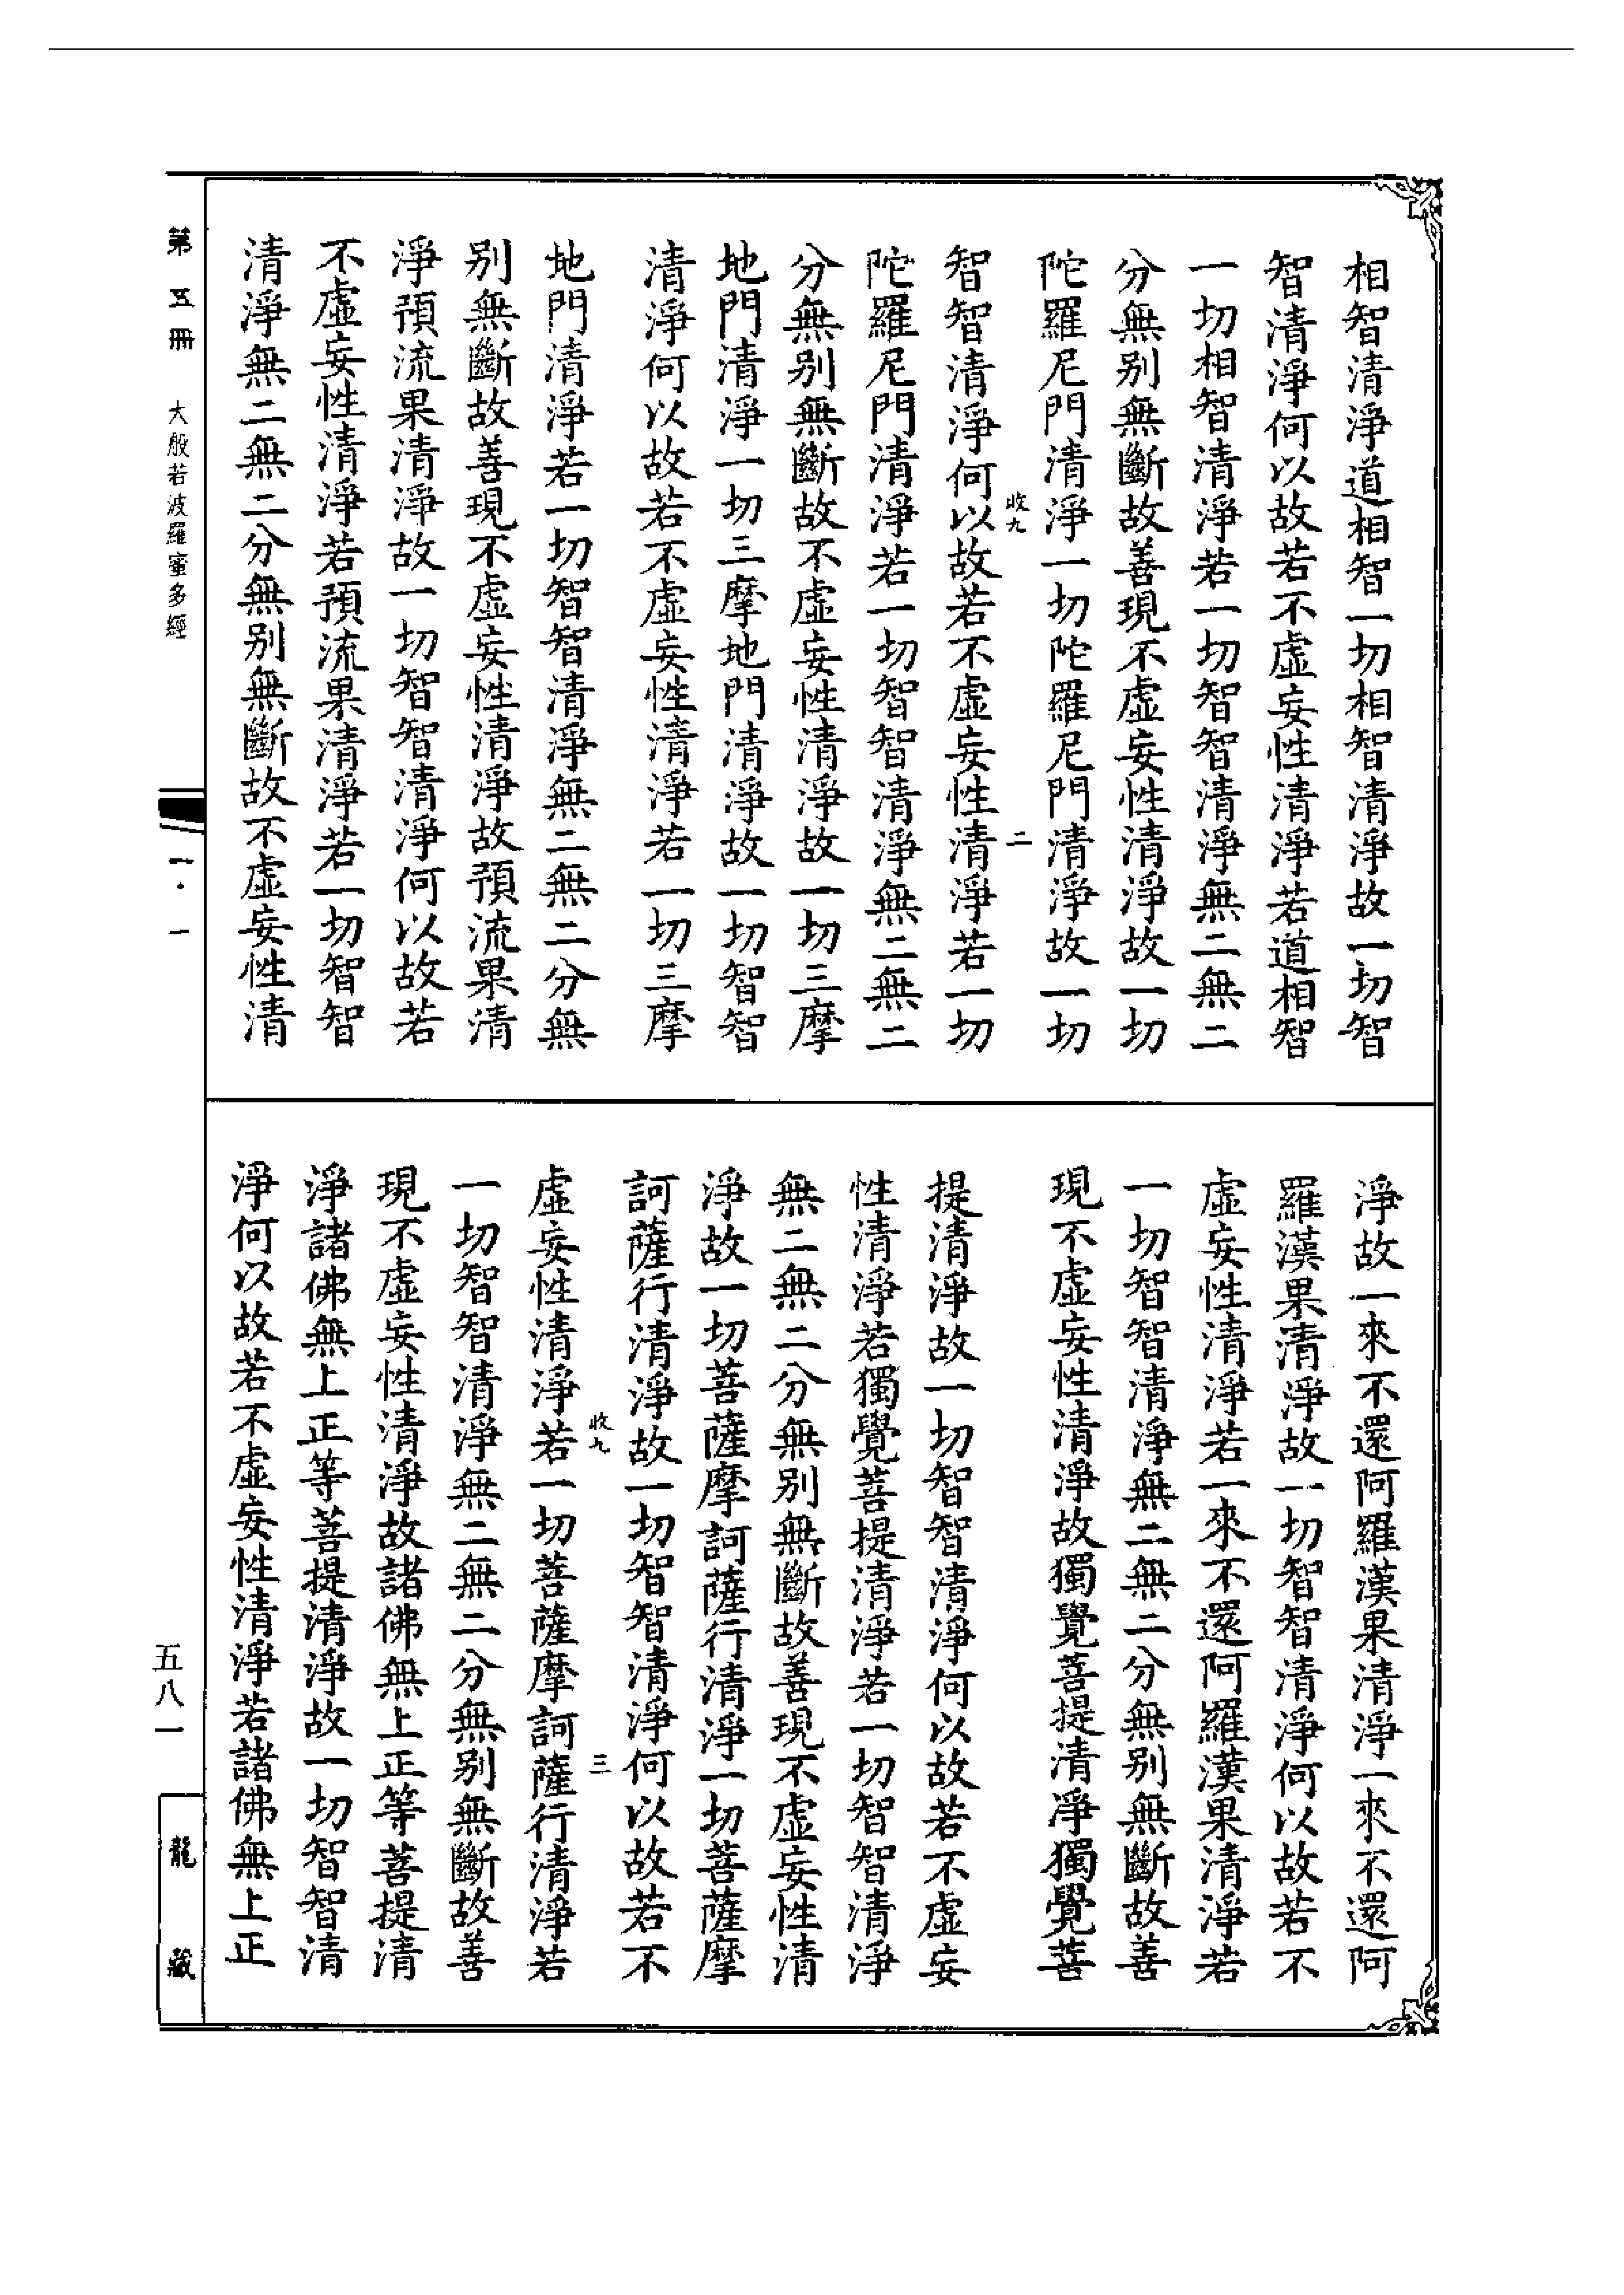 相智清淨道相智一切相智清淨故一切智
智清淨何以故若不虛妄性清淨若道相智
一切相智清淨若一切智智清淨無二無二
分無別無斷故善現不虛妄性清淨故一切
陀羅尼門清淨一切陀羅尼門清淨故一切
收九 二
智智清淨何以故若不虛妄性清淨若一切
陀羅尼門清淨若一切智智清淨無二無二
分無別無斷故不虛妄性清淨故一切三摩
地門清淨一切三摩地門清淨故一切智智
清淨何以故若不虛妄性清淨若一切三摩
地門清淨若一切智智清淨無二無二分無
別無斷故善現不虛妄性清淨故預流果清
淨預流果清淨故一切智智清淨何以故若
不虛妄性清淨若預流果清淨若一切智智
清淨無二無二分無別無斷故不虛妄性清
淨故一來不還阿羅漢果清淨一來不還阿
羅漢果清淨故一切智智清淨何以故若不
虛妄性清淨若一來不還阿羅漢果清淨若
一切智智清淨無二無二分無別無斷故善
現不虛妄性清淨故獨覺菩提清淨獨覺菩
提清淨故一切智智清淨何以故若不虛妄
性清淨若獨覺菩提清淨若一切智智清淨
無二無二分無別無斷故善現不虛妄性清
淨故一切菩薩摩訶薩行清淨一切菩薩摩
訶薩行清淨故一切智智清淨何以故若不
收九 三
虛妄性清淨若一切菩薩摩訶薩行清淨若
一切智智清淨無二無二分無別無斷故善
現不虛妄性清淨故諸佛無上正等菩提清
淨諸佛無上正等菩提清淨故一切智智清
淨何以故若不虛妄性清淨若諸佛無上正
第五冊 大般若波羅蜜多經
一·一
五八一
龍藏